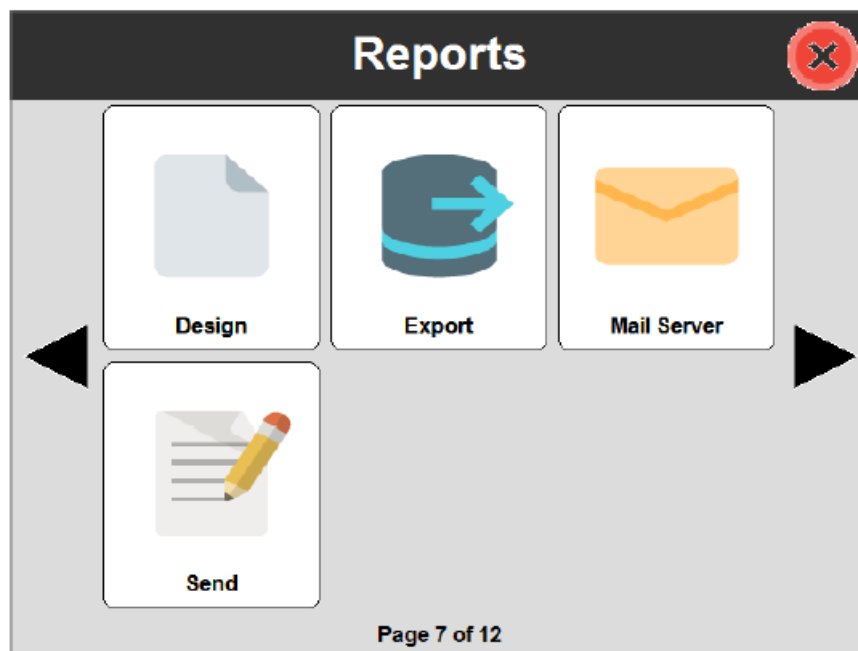 Reports
Design
Export
Mail Server
Send
Page 7 of 12